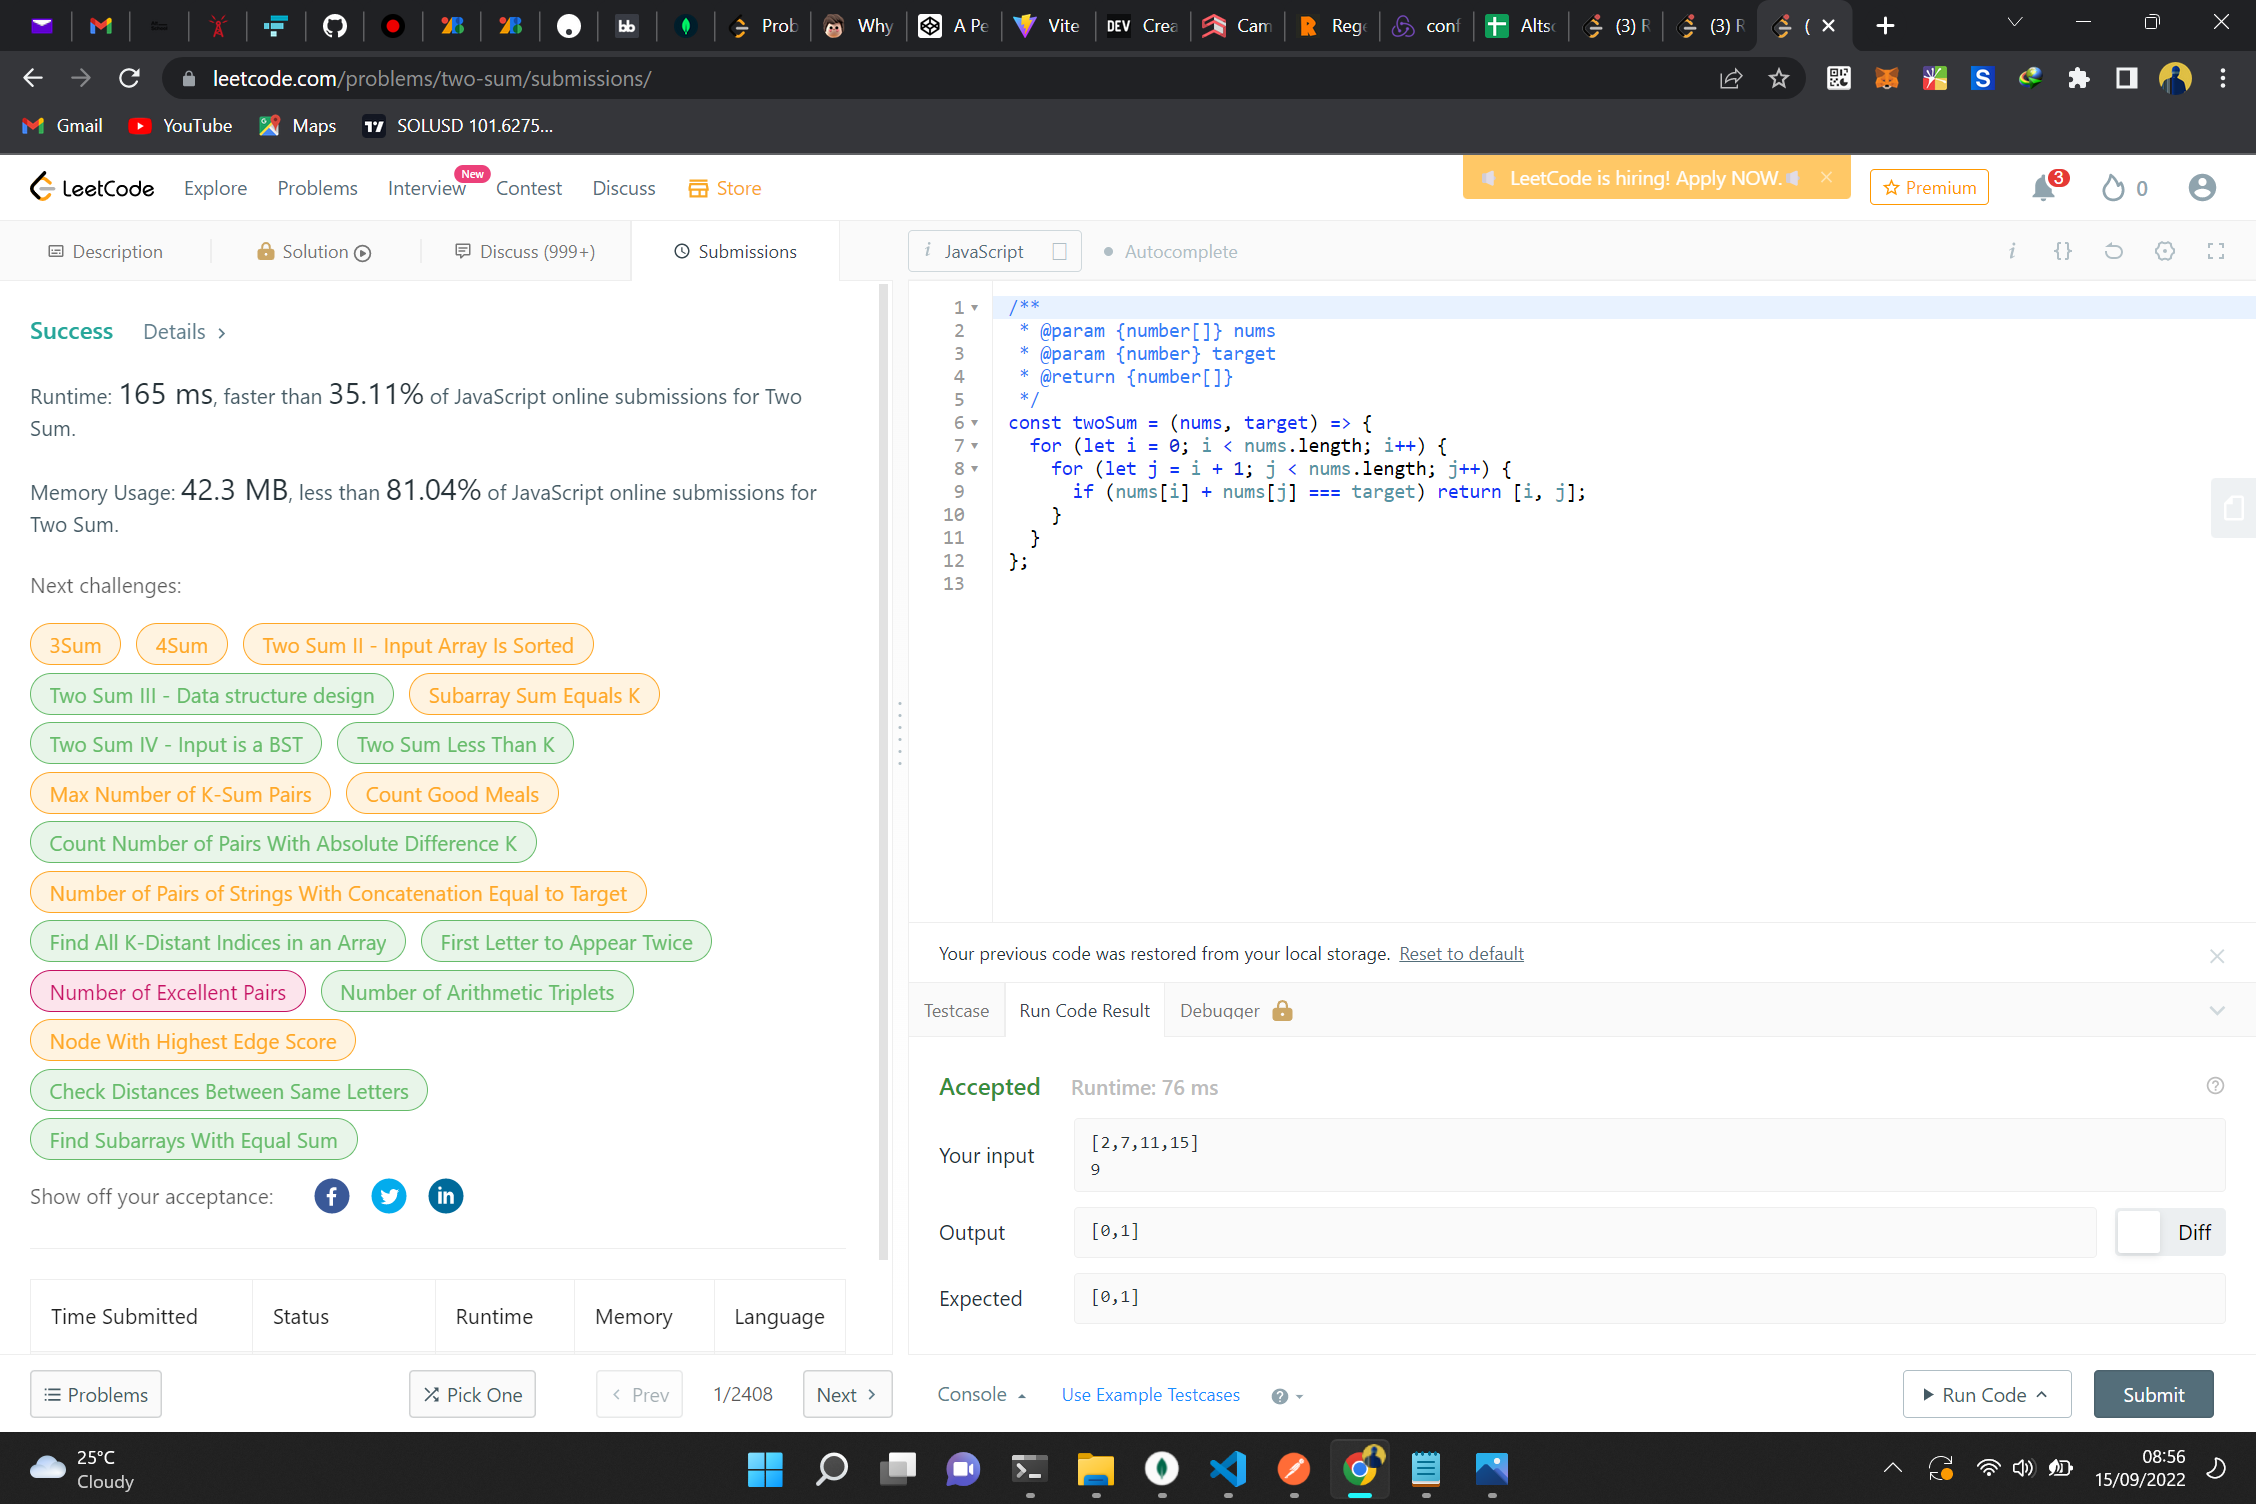 Prob
Why
A Pe
Vite
DEV Crea
Cam
Rege
conf
Altsc
(3) R
(3) R
(
leetcode.com/problems/two-sum/submissions/
Gmail
YouTube
Maps
SOLUSD 101.6275...
LeetCode
Explore
Problems
Interview
New
Contest
Discuss
Store
LeetCode is hiring! Apply NOW.
Premium
3
0
Description
Solution
Discuss (999+)
Submissions
i JavaScript
Autocomplete
Success Details
Runtime: 165 ms, faster than 35.11% of JavaScript online submissions for Two
Sum.
Memory Usage: 42.3 MB, less than 81.04% of JavaScript online submissions for
Two Sum.
Next challenges:
3Sum 4Sum Two Sum II - Input Array Is Sorted
Two Sum III - Data structure design Subarray Sum Equals K
Two Sum IV - Input is a BST Two Sum Less Than K
Max Number of K-Sum Pairs Count Good Meals
Count Number of Pairs With Absolute Difference K
Number of Pairs of Strings With Concatenation Equal to Target
Find All K-Distant Indices in an Array First Letter to Appear Twice
Number of Excellent Pairs Number of Arithmetic Triplets
Node With Highest Edge Score
Check Distances Between Same Letters
Find Subarrays With Equal Sum
Show off your acceptance:
Time Submitted Status Runtime Memory Language
Problems
Pick One
Prev
1/2408
Next
1 /**
2 * @param {number[]} nums
3 * @param {number} target
4 * @return {number[]}
5 */
6 const twoSum = (nums, target) => {
7 for (let i = 0; i < nums.length; i++) {
8 for (let j = i + 1; j < nums.length; j++) {
9 if (nums[i] + nums[j] === target) return [i, j];
10 }
11 }
12 };
13
Your previous code was restored from your local storage. Reset to default
Testcase Run Code Result Debugger
Accepted Runtime: 76 ms
Your input
[2,7,11,15]
9
Output
[0,1]
Diff
Expected
[0,1]
Console
Use Example Testcases
Run Code
Submit
25°C
Cloudy
08:56
15/09/2022